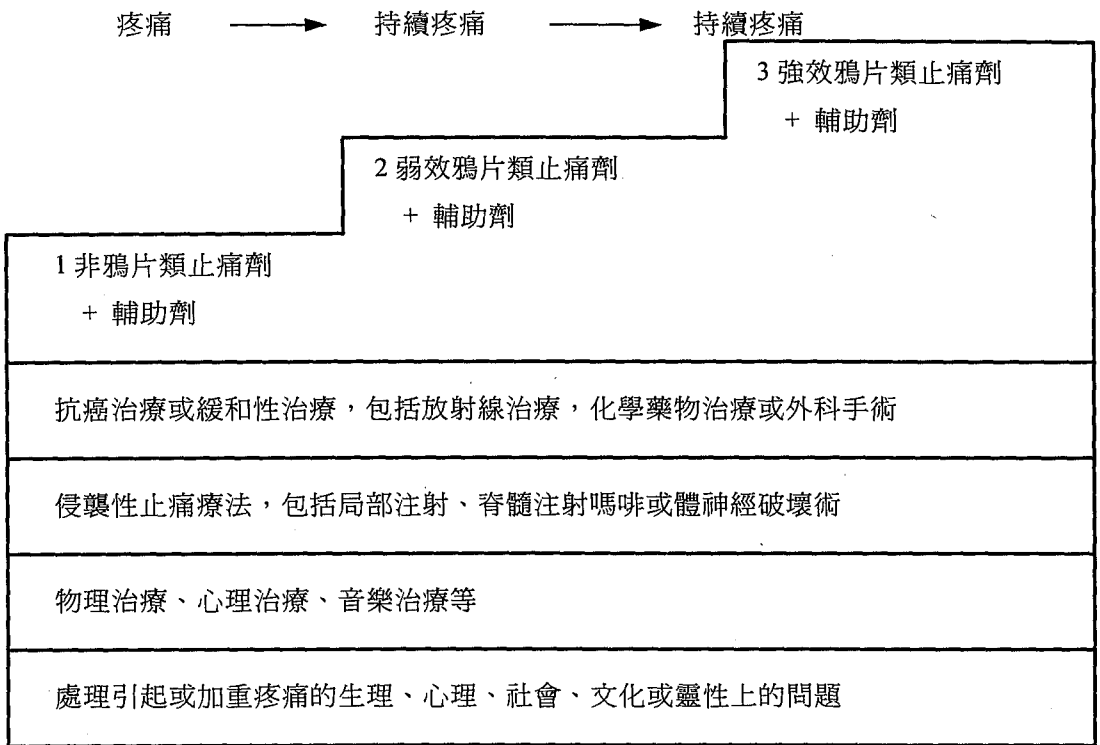 疼痛 持續疼痛 持續疼痛
3 強效鴉片類止痛劑
+ 輔助劑
2 弱效鴉片類止痛劑
+ 輔助劑
1 非鴉片類止痛劑
+ 輔助劑
抗癌治療或緩和性治療，包括放射線治療，化學藥物治療或外科手術
侵襲性止痛療法，包括局部注射、脊髓注射嗎啡或體神經破壞術
物理治療、心理治療、音樂治療等
處理引起或加重疼痛的生理、心理、社會、文化或靈性上的問題